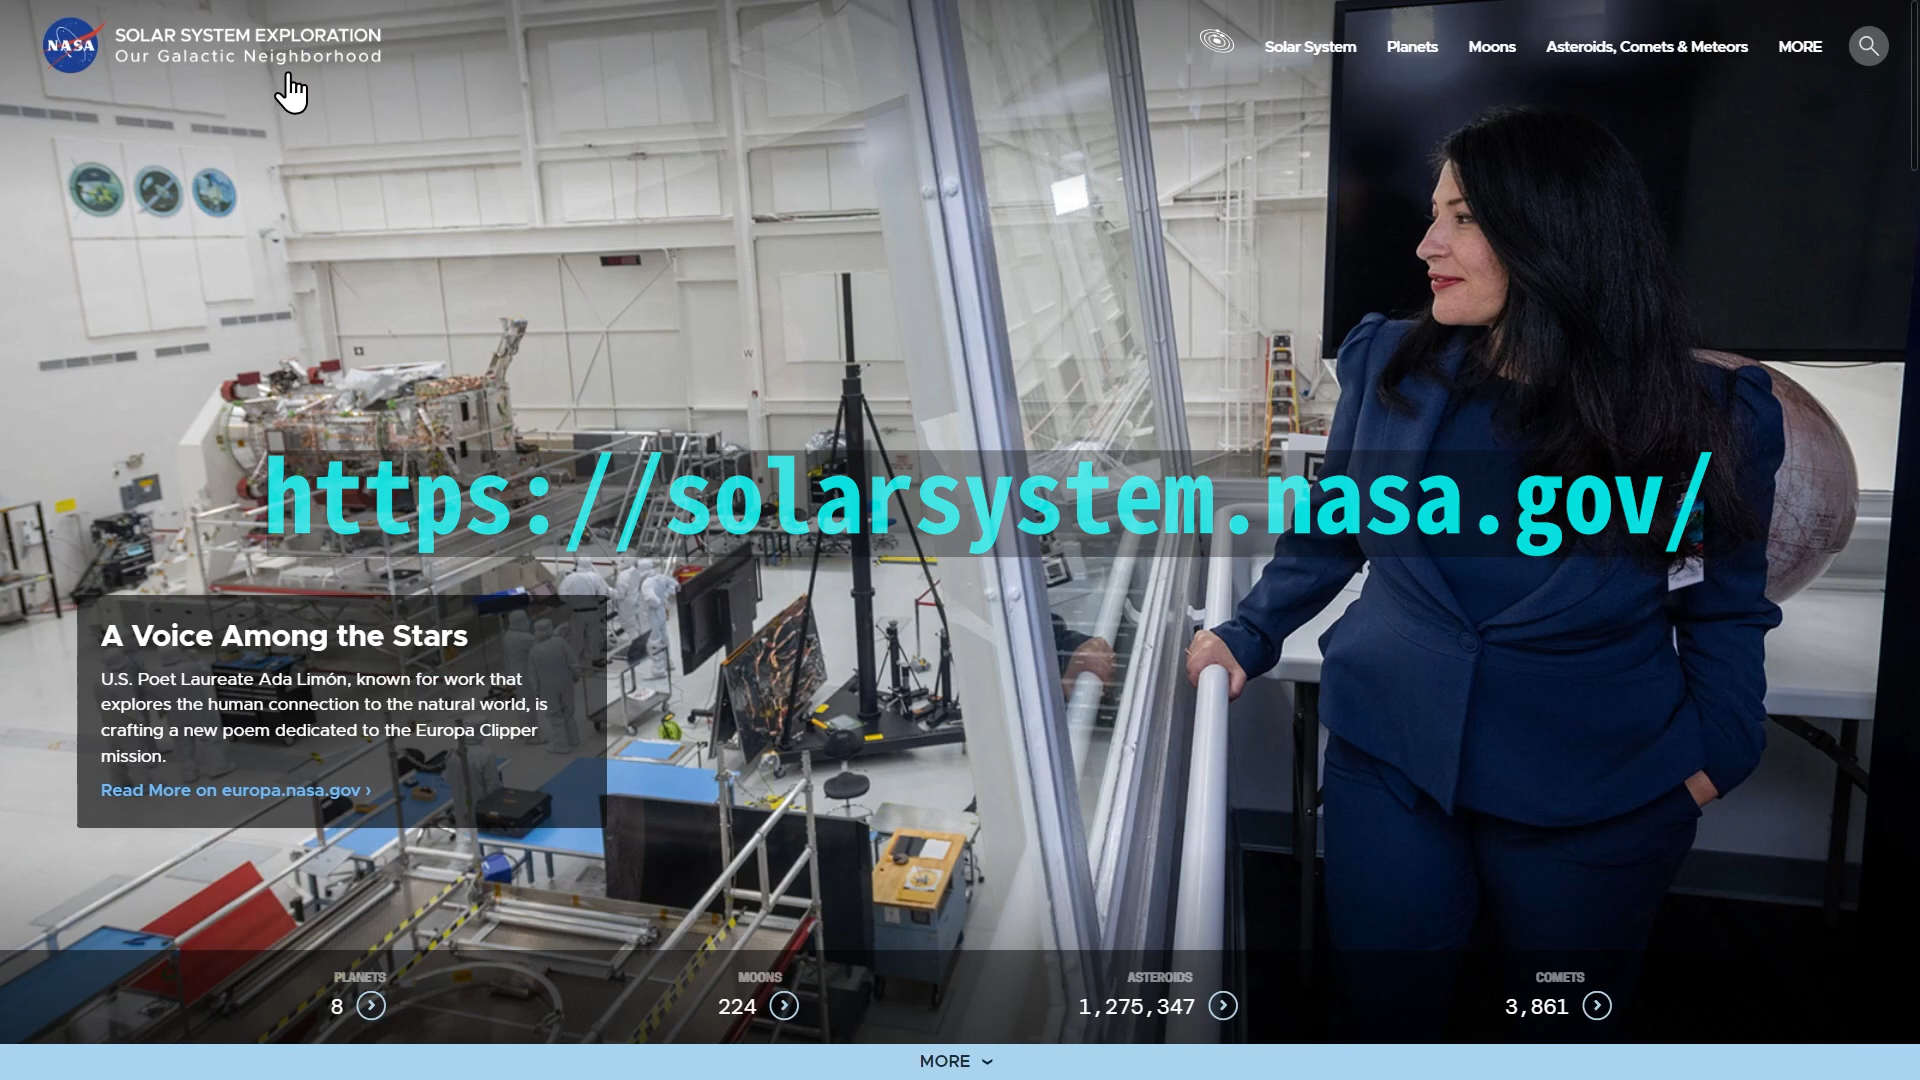 NASA
SOLAR SYSTEM EXPLORATION
Our Galactic Neighborhood
Solar System
Planets
Moons
Asteroids, Comets & Meteors
MORE
W
https://solarsystem.nasa.gov/
A Voice Among the Stars
U.S. Poet Laureate Ada Limón, known for work that
explores the human connection to the natural world, is
crafting a new poem dedicated to the Europa Clipper
mission.
Read More on europa.nasa.gov ›
PLANETS
8
MOONS
224
ASTEROIDS
1,275,347
COMETS
3,861
MORE